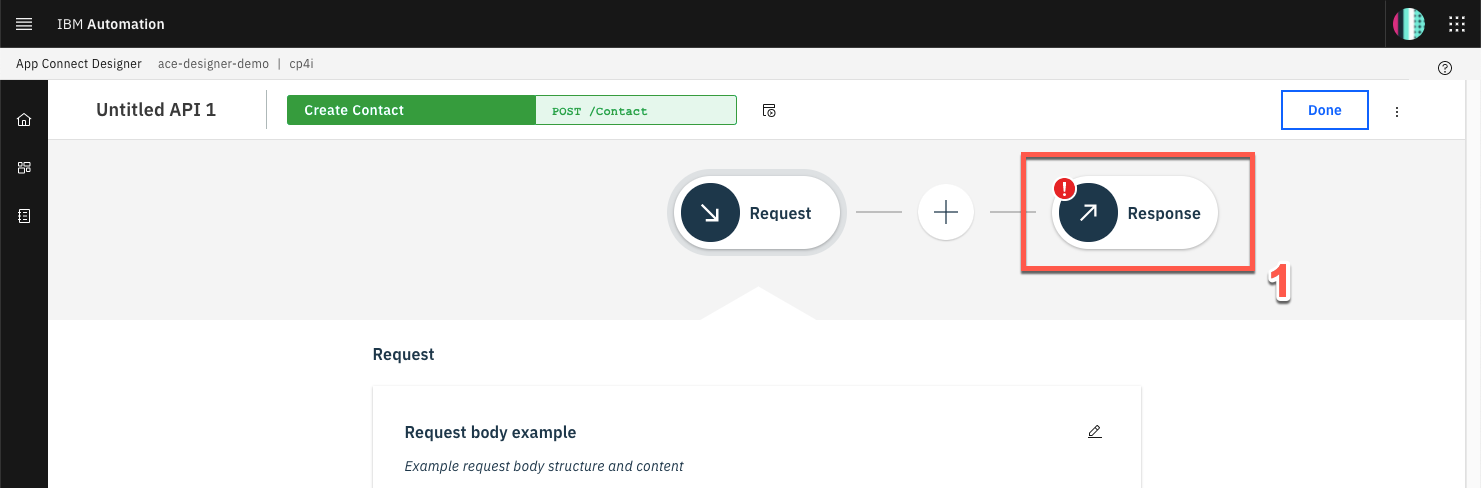 IBM Automation
App Connect Designer ace-designer-demo | cp4i
Untitled API 1
Create Contact
POST /Contact
Done
!
Request
Response
1
Request
Request body example
Example request body structure and content